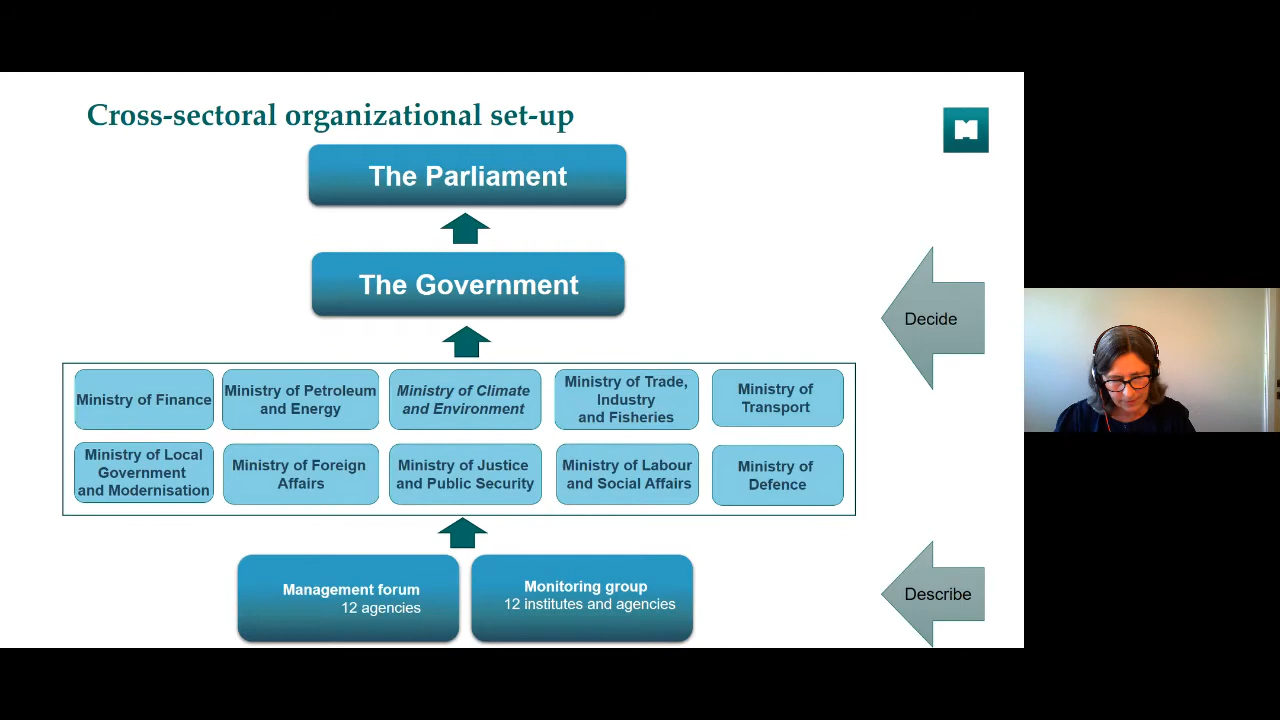 Cross-sectoral organizational set-up
The Parliament
The Government
Decide
Ministry of Finance
Ministry of Petroleum
and Energy
Ministry of Climate
and Environment
Ministry of Trade,
Industry
and Fisheries
Ministry of
Transport
Ministry of Local
Government
and Modernisation
Ministry of Foreign
Affairs
Ministry of Justice
and Public Security
Ministry of Labour
and Social Affairs
Ministry of
Defence
Management forum
12 agencies
Monitoring group
12 institutes and agencies
Describe